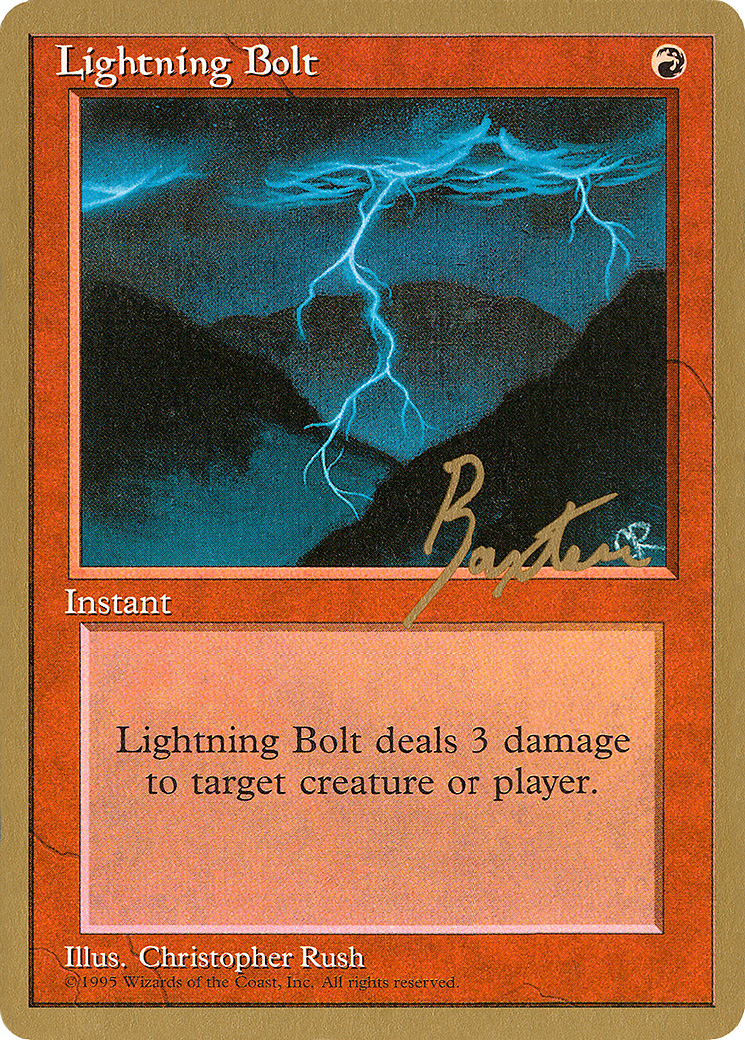 Lightning Bolt
Baxter
CR
Instant
Lightning Bolt deals 3 damage
to target creature or player.
Illus. Christopher Rush
©1995 Wizards of the Coast, Inc. All rights reserved.